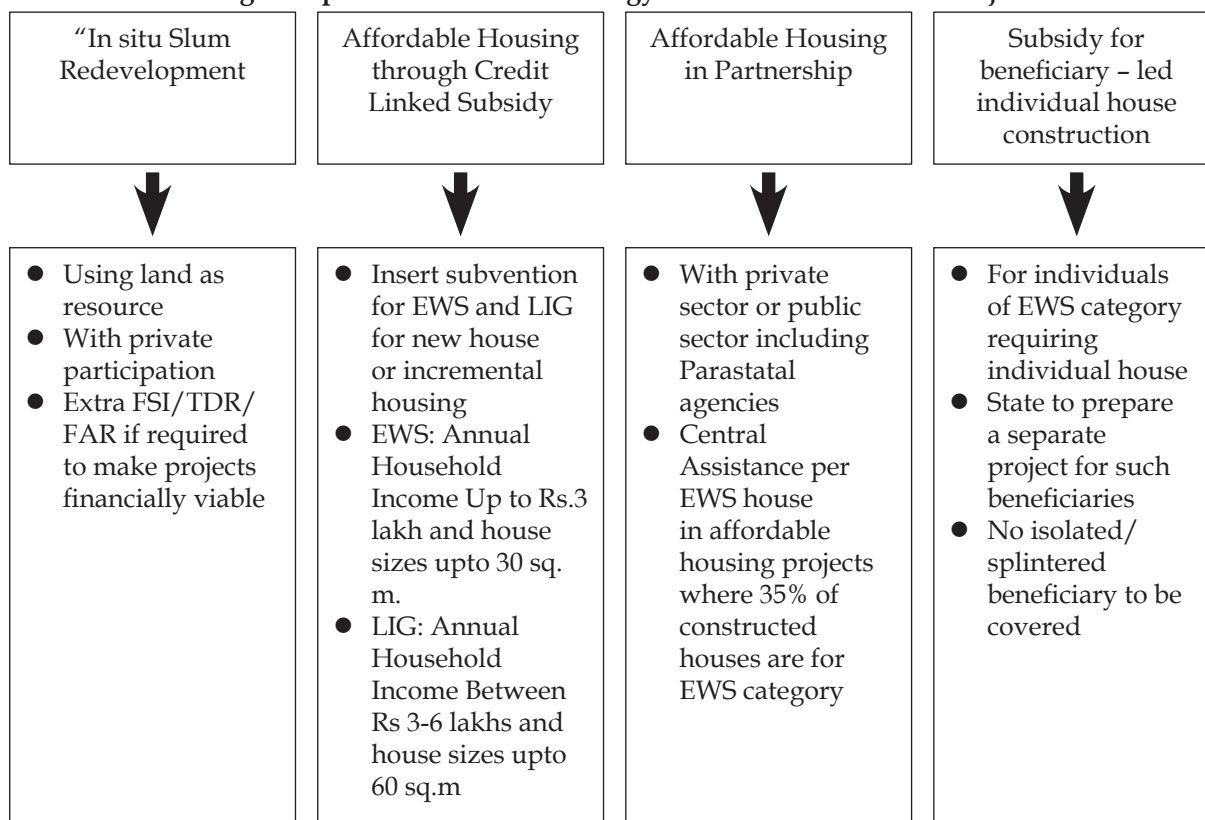 “In situ Slum
Redevelopment
Affordable Housing
through Credit
Linked Subsidy
Affordable Housing
in Partnership
Subsidy for
beneficiary – led
individual house
construction
● Using land as
resource
● With private
participation
● Extra FSI/TDR/
FAR if required
to make projects
financially viable
● Insert subvention
for EWS and LIG
for new house
or incremental
housing
● EWS: Annual
Household
Income Up to Rs.3
lakh and house
sizes upto 30 sq.
m.
● LIG: Annual
Household
Income Between
Rs 3-6 lakhs and
house sizes upto
60 sq.m
● With private
sector or public
sector including
Parastatal
agencies
● Central
Assistance per
EWS house
in affordable
housing projects
where 35% of
constructed
houses are for
EWS category
● For individuals
of EWS category
requiring
individual house
● State to prepare
a separate
project for such
beneficiaries
● No isolated/
splintered
beneficiary to be
covered